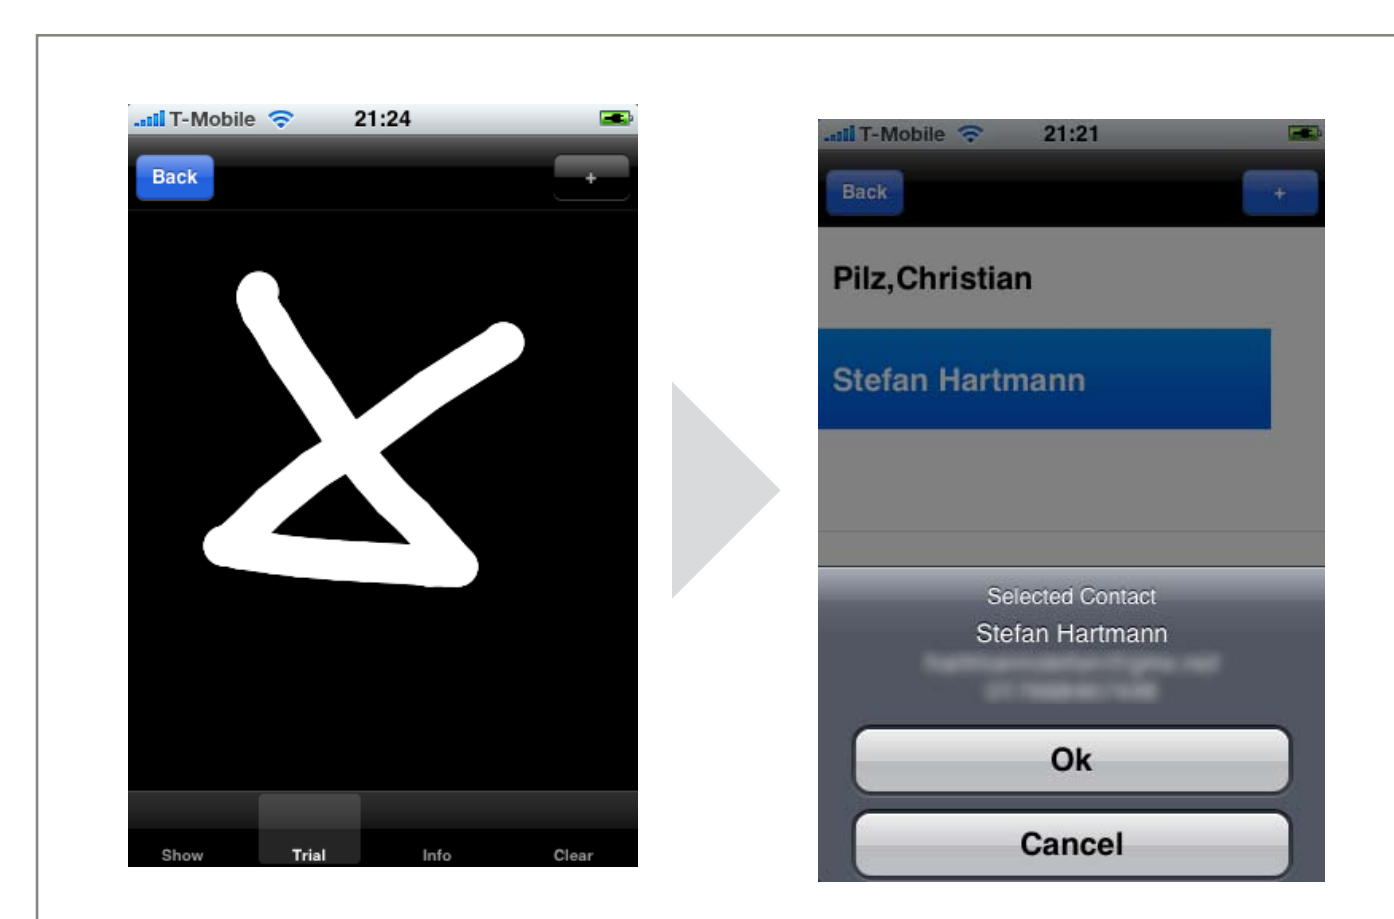 T-Mobile 21:24
Back +
Show Trial Info Clear
T-Mobile 21:21
Back +
Pilz,Christian
Stefan Hartmann
Selected Contact
Stefan Hartmann
Ok
Cancel